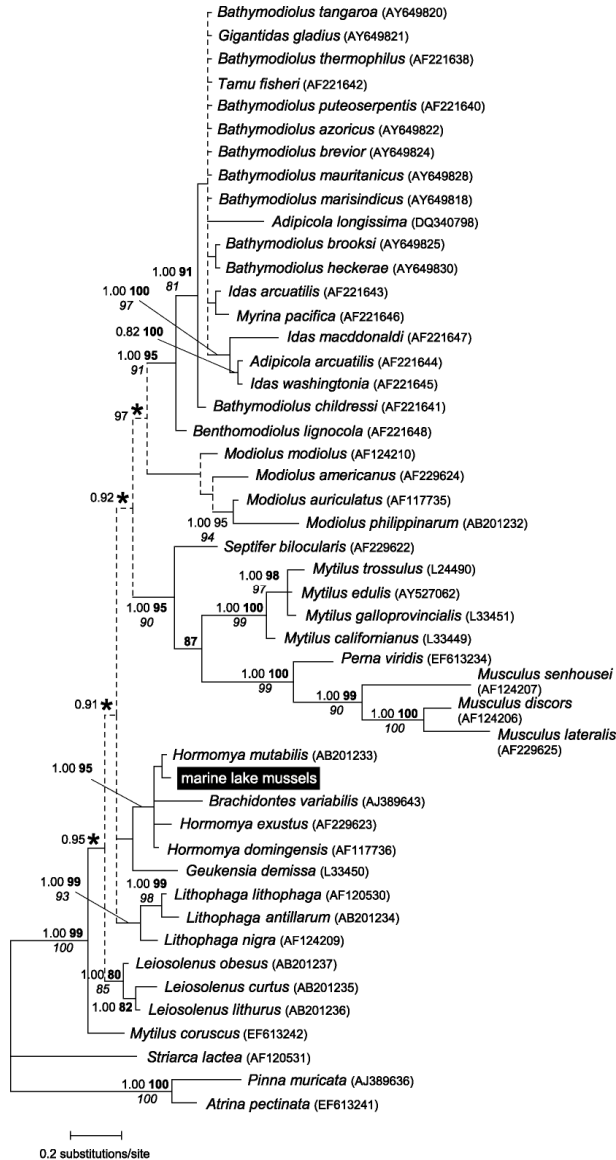 Bathymodiolus tangaroa (AY649820)
Gigantidas gladius (AY649821)
Bathymodiolus thermophilus (AF221638)
Tamu fisheri (AF221642)
Bathymodiolus puteoserpentis (AF221640)
Bathymodiolus azoricus (AY649822)
Bathymodiolus brevior (AY649824)
Bathymodiolus mauritanicus (AY649828)
Bathymodiolus marisindicus (AY649818)
Adipicola longissima (DQ340798)
Bathymodiolus brooksi (AY649825)
Bathymodiolus heckerae (AY649830)
1.00 91
81
Idas arcuatilis (AF221643)
1.00 100
97
Myrina pacifica (AF221646)
0.82 100
Idas macddonaldi (AF221647)
1.00 95
91
Adipicola arcuatilis (AF221644)
Idas washingtonia (AF221645)
Bathymodiolus childressi (AF221641)
97 *
Benthomodiolus lignocola (AF221648)
Modiolus modiolus (AF124210)
Modiolus americanus (AF229624)
0.92 *
Modiolus auriculatus (AF117735)
1.00 95
94
Modiolus philippinarum (AB201232)
Septifer bilocularis (AF229622)
Mytilus trossulus (L24490)
1.00 98
97
Mytilus edulis (AY527062)
1.00 95
90
1.00 100
99
Mytilus galloprovincialis (L33451)
87
Mytilus californianus (L33449)
Perna viridis (EF613234)
1.00 100
99
Musculus senhousei
(AF124207)
1.00 99
90
Musculus discors
(AF124206)
0.91 *
1.00 100
100
Musculus lateralis
(AF229625)
Hormomya mutabilis (AB201233)
1.00 95
marine lake mussels
Brachidontes variabilis (AJ389643)
Hormomya exustus (AF229623)
0.95 *
Hormomya domingensis (AF117736)
Geukensia demissa (L33450)
1.00 99
93
1.00 99
98
Lithophaga lithophaga (AF120530)
Lithophaga antillarum (AB201234)
1.00 99
100
Lithophaga nigra (AF124209)
Leiosolenus obesus (AB201237)
1.00 80
85
Leiosolenus curtus (AB201235)
1.00 82
Leiosolenus lithurus (AB201236)
Mytilus coruscus (EF613242)
Striarca lactea (AF120531)
1.00 100
100
Pinna muricata (AJ389636)
Atrina pectinata (EF613241)
0.2 substitutions/site